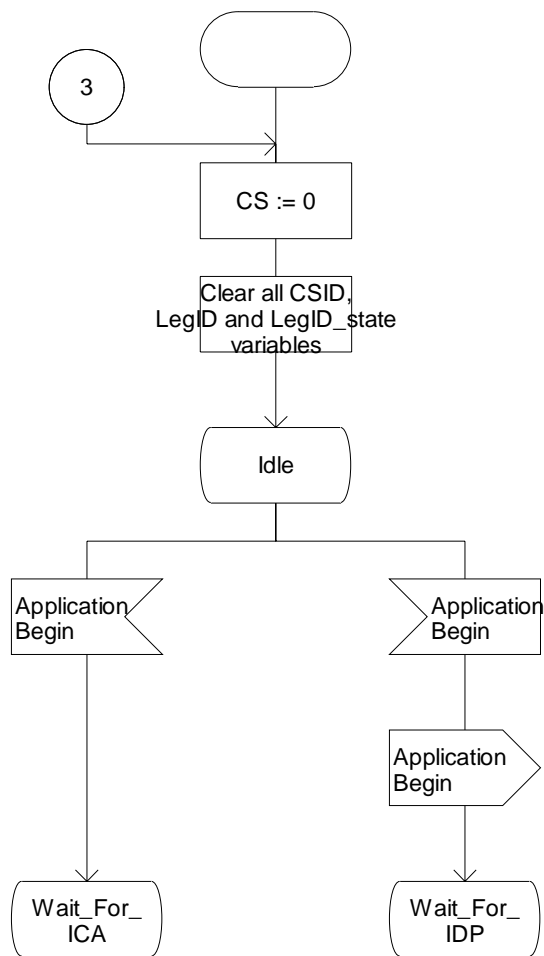 3
CS := 0
Clear all CSID,
LegID and LegID_state
variables
Idle
Application
Begin
Application
Begin
Application
Begin
Wait_For_
ICA
Wait_For_
IDP